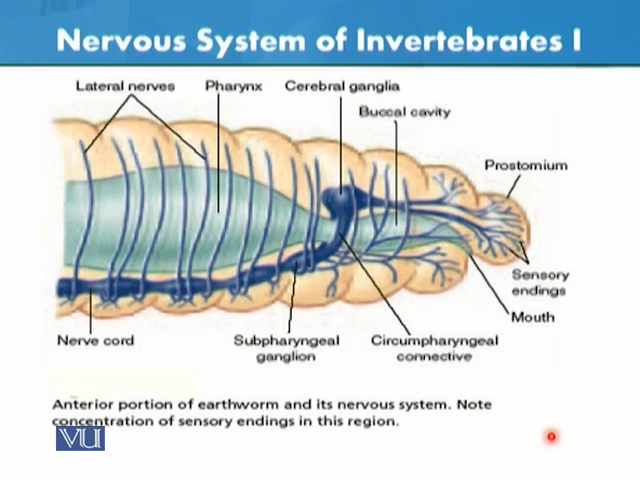 Nervous System of Invertebrates I
Lateral nerves Pharynx Cerebral ganglia
Buccal cavity
Prostomium
Sensory
endings
Mouth
Nerve cord Subpharyngeal Circumpharyngeal
ganglion connective
Anterior portion of earthworm and its nervous system. Note
concentration of sensory endings in this region.
VU